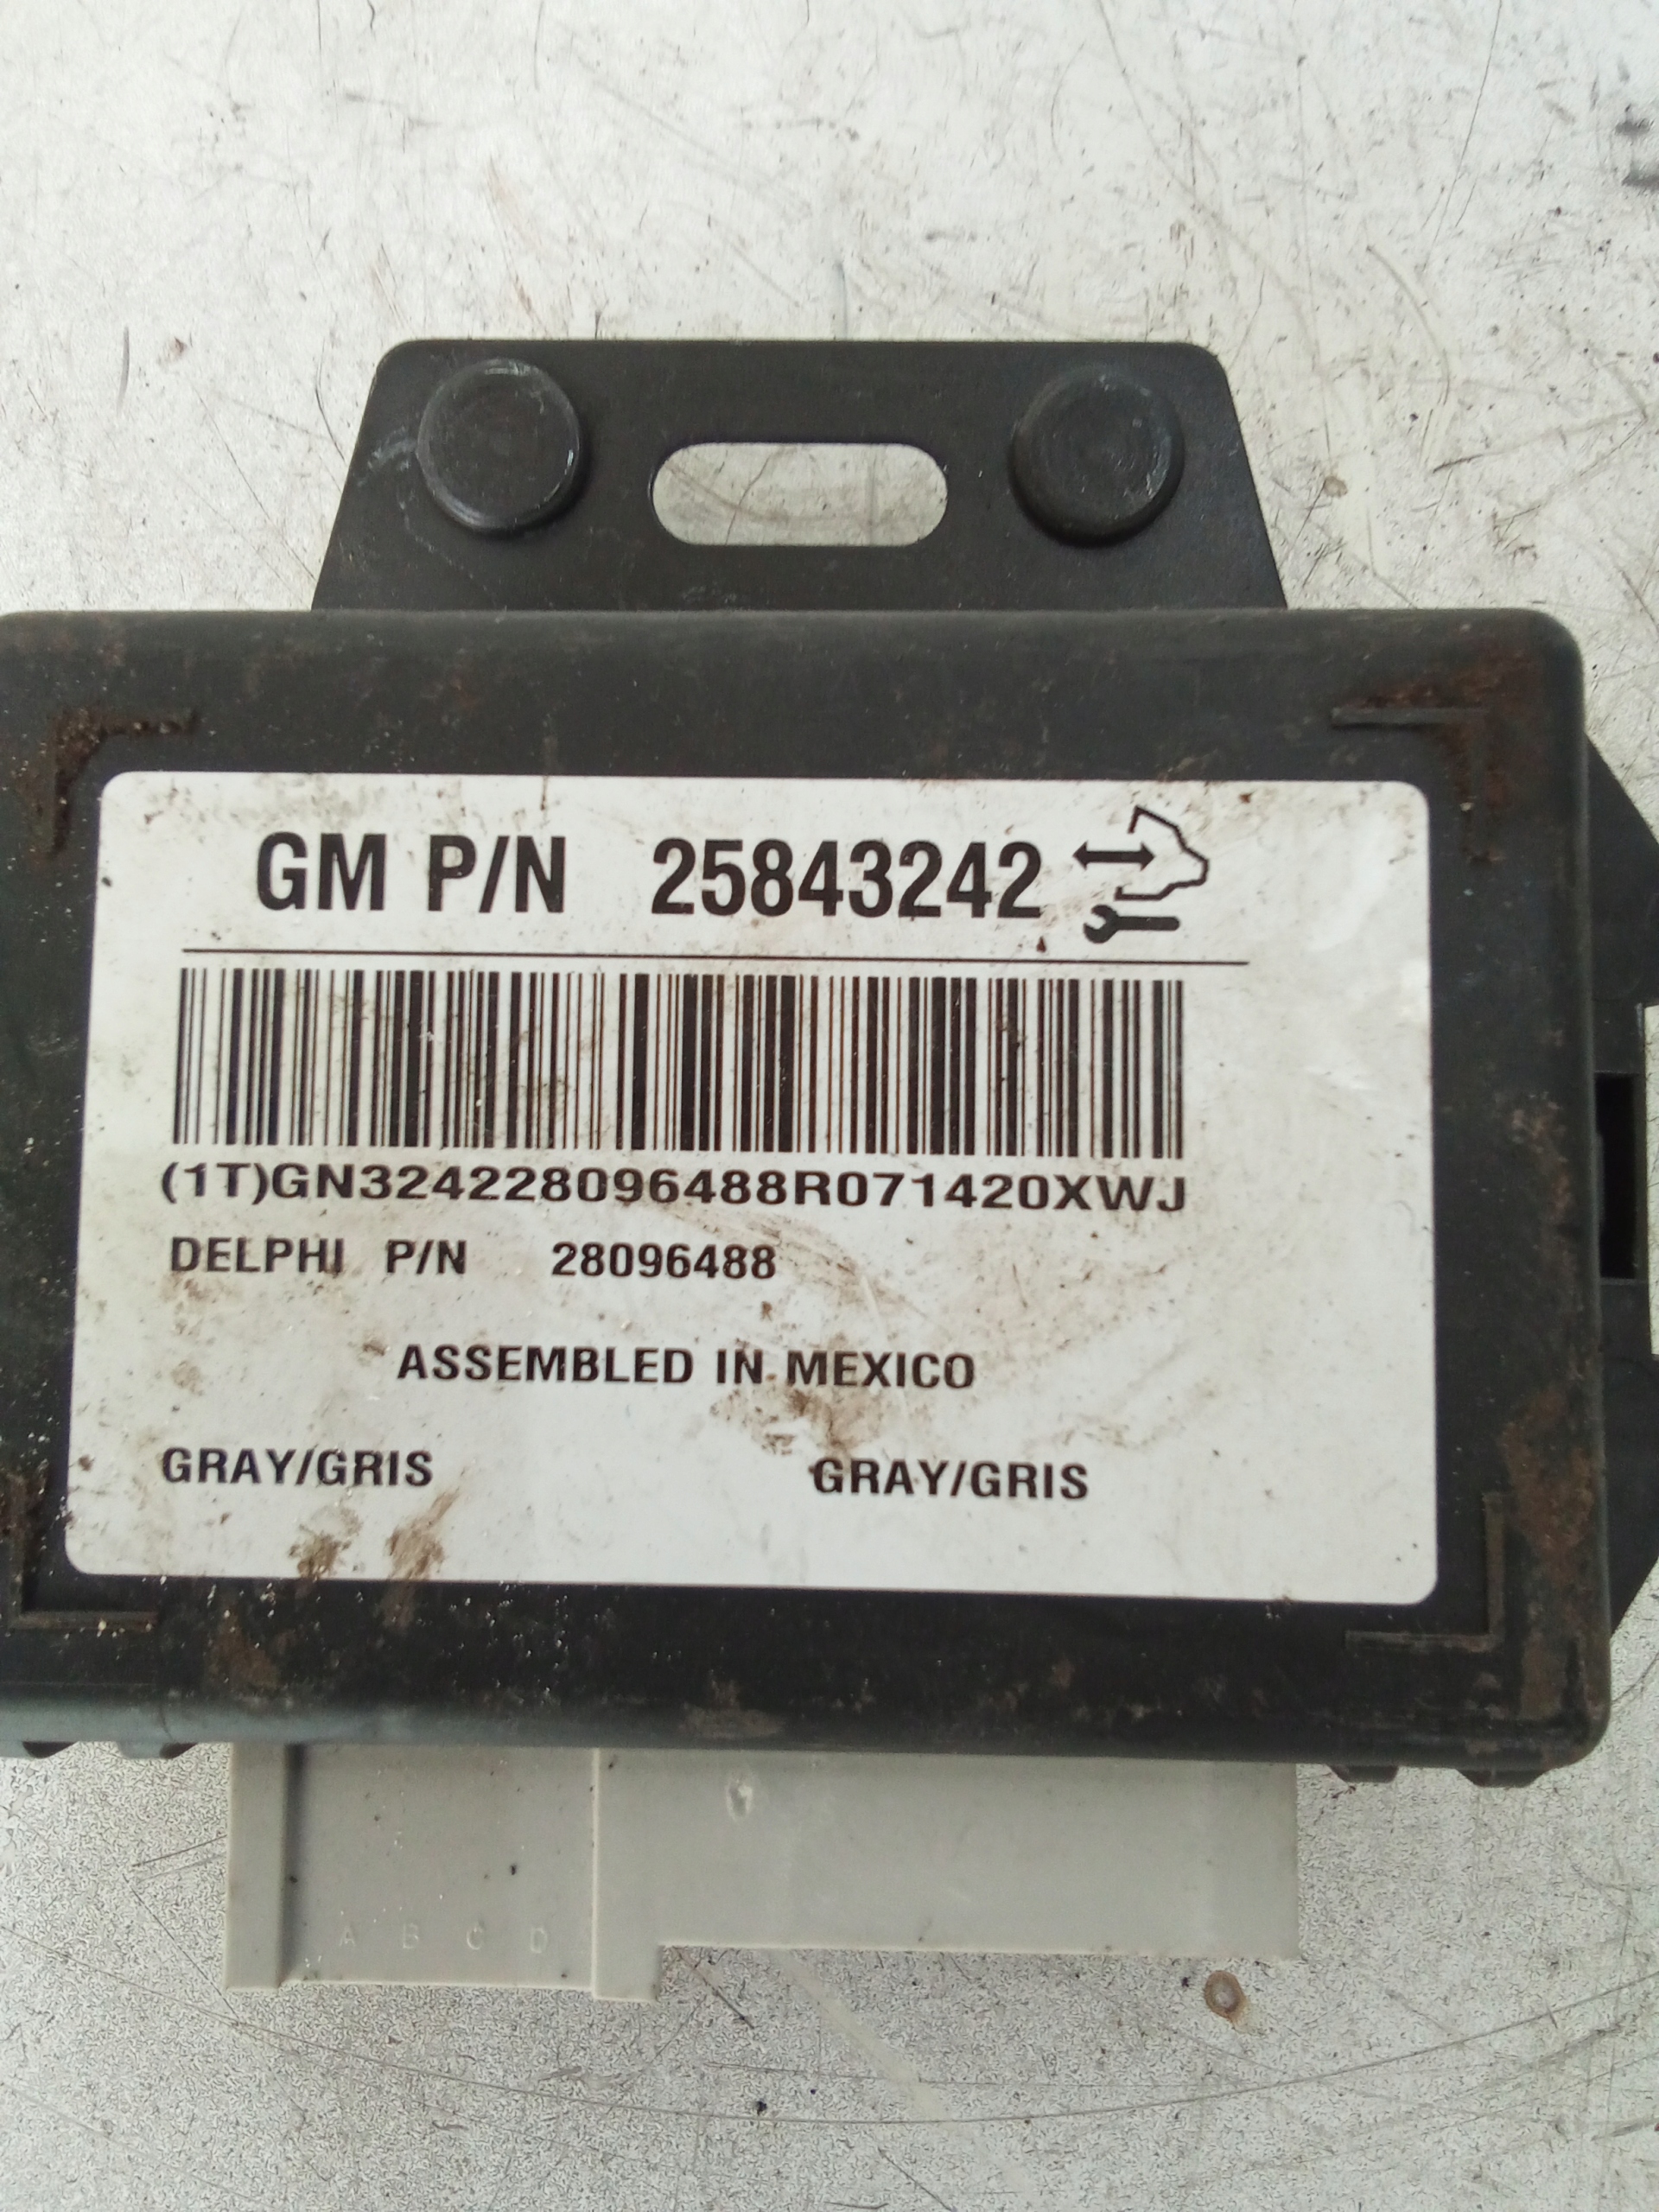 GM P/N 25843242
(1T)GN324228096488R071420XWJ
DELPHI P/N 28096488
ASSEMBLED IN MEXICO
GRAY/GRIS GRAY/GRIS
A B C D